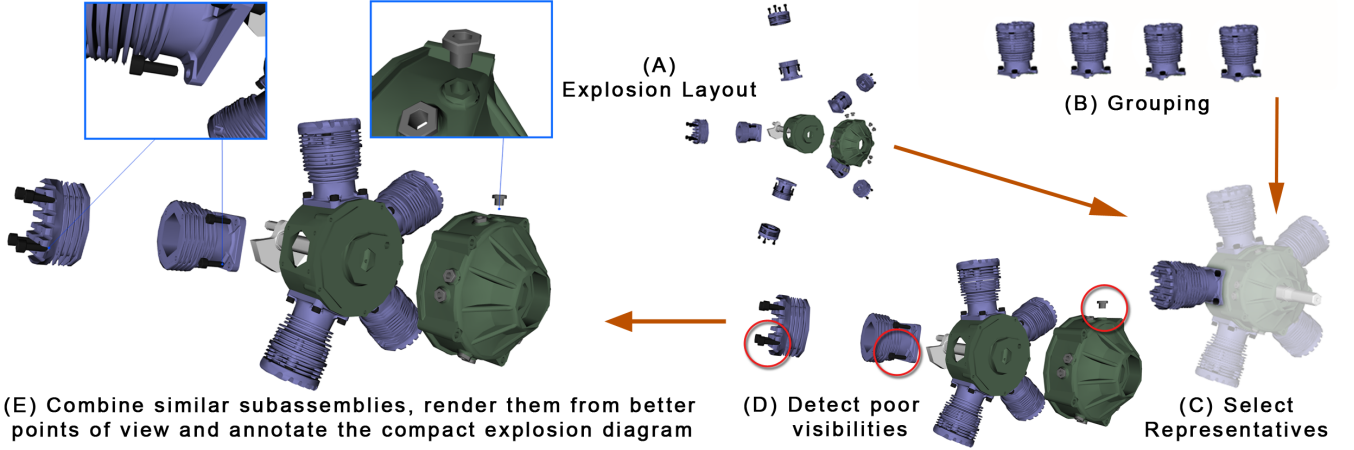 (A)
Explosion Layout
(B) Grouping
(C) Select
Representatives
(D) Detect poor
visibilities
(E) Combine similar subassemblies, render them from better
points of view and annotate the compact explosion diagram